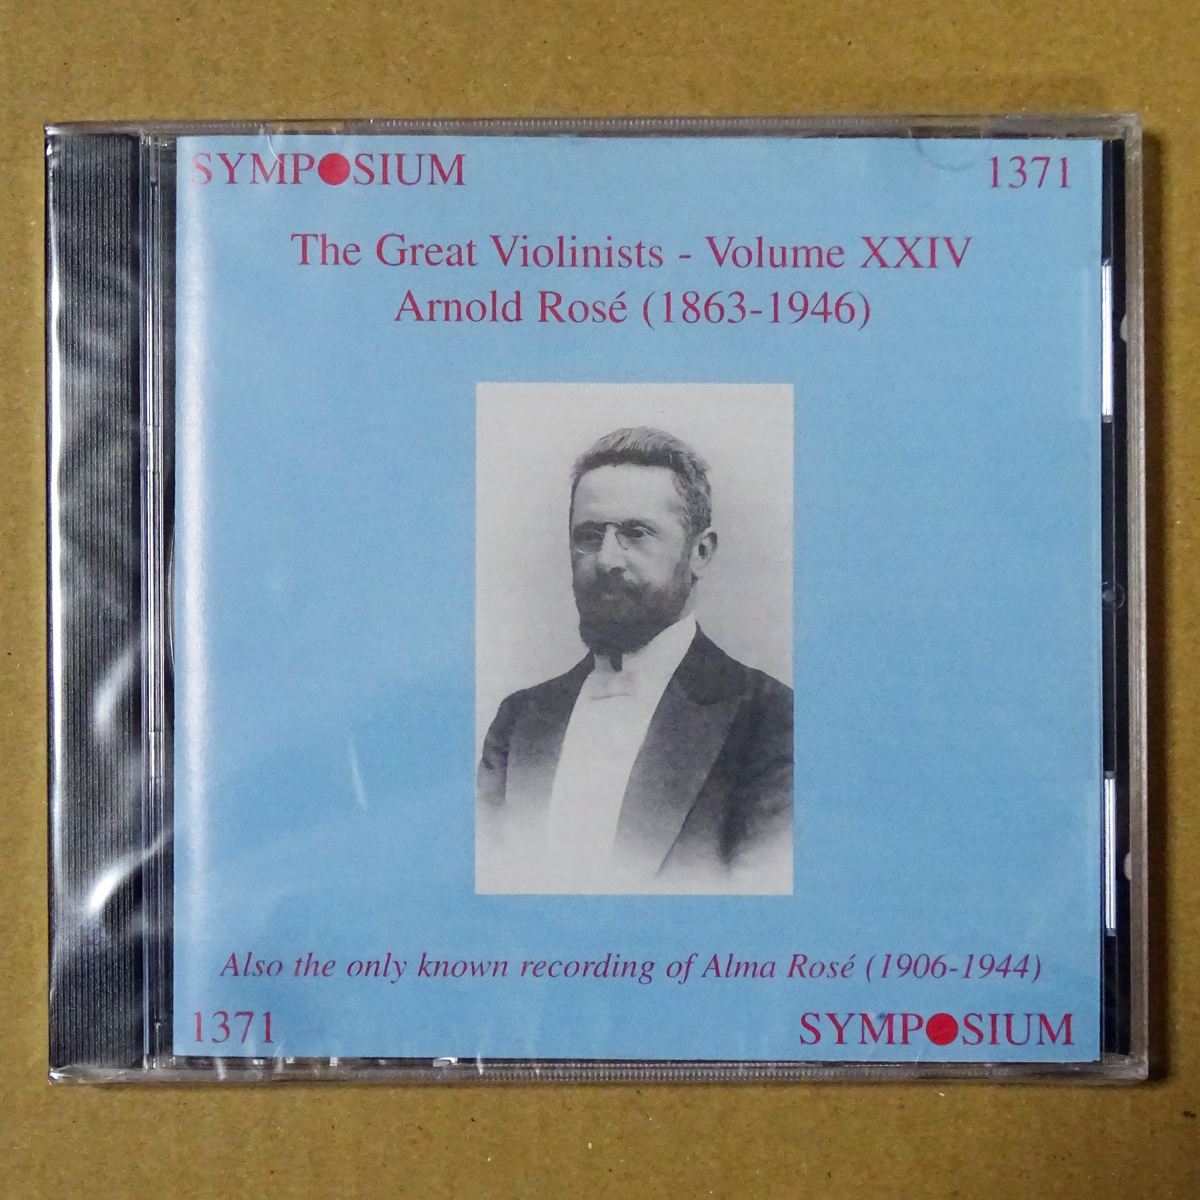 SYMPOSIUM 1371
The Great Violinists - Volume XXIV
Arnold Rosé (1863-1946)
Also the only known recording of Alma Rosé (1906-1944)
1371 SYMPOSIUM